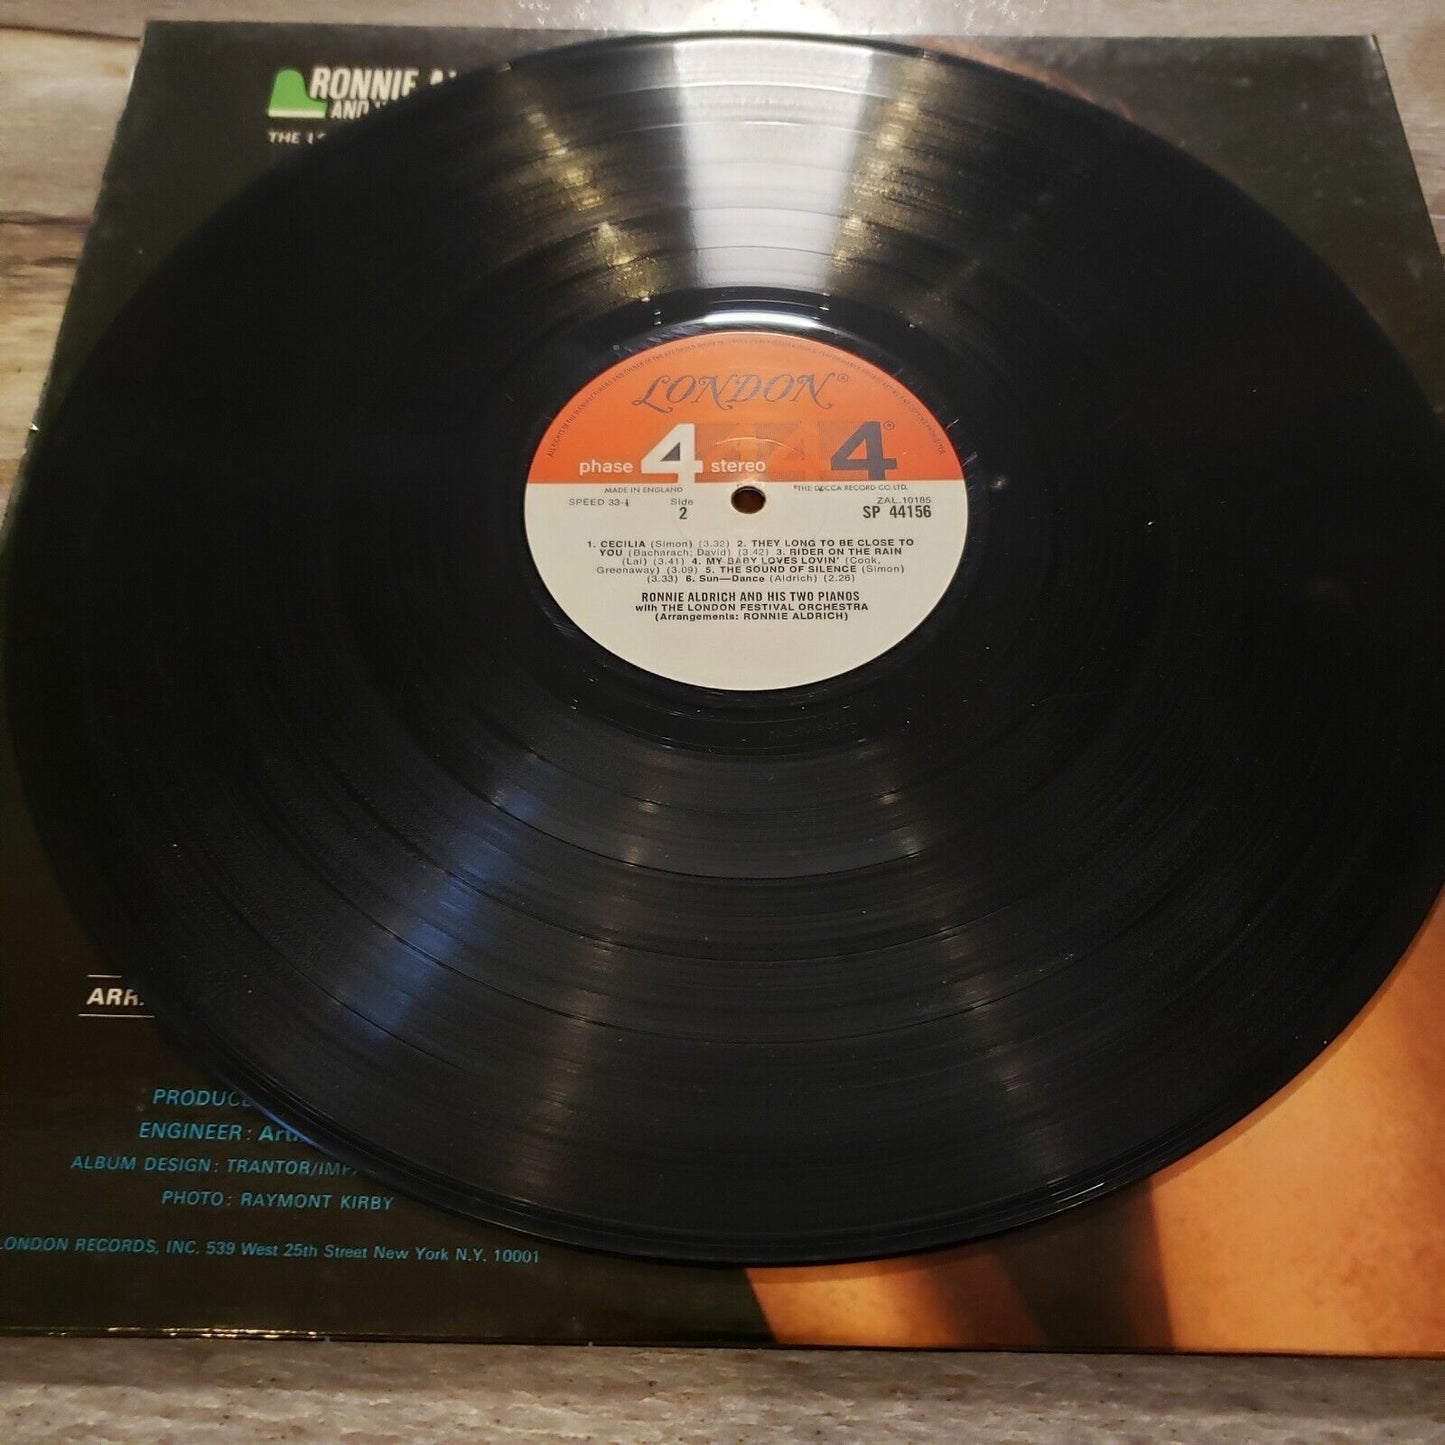 RONNIE
AND
THE
LONDON®
phase 4 stereo 4®
MADE IN ENGLAND ®THE DECCA RECORD CO.LTD.
SPEED 33-⅓ Side ZAL.10185
2 SP 44156
1. CECILIA (Simon) (3.32) 2. THEY LONG TO BE CLOSE TO
YOU (Bacharach; David) (3.42) 3. RIDER ON THE RAIN
(Lai) (3.41) 4. MY BABY LOVES LOVIN' (Cook,
Greenaway) (3.09) 5. THE SOUND OF SILENCE (Simon)
(3.33) 6. Sun—Dance (Aldrich) (2.26)
RONNIE ALDRICH AND HIS TWO PIANOS
with THE LONDON FESTIVAL ORCHESTRA
(Arrangements: RONNIE ALDRICH)
ARR
PRODUCE
ENGINEER:
ALBUM DESIGN: TRANTOR/IMP
PHOTO: RAYMONT KIRBY
LONDON RECORDS, INC. 539 West 25th Street New York N.Y. 10001